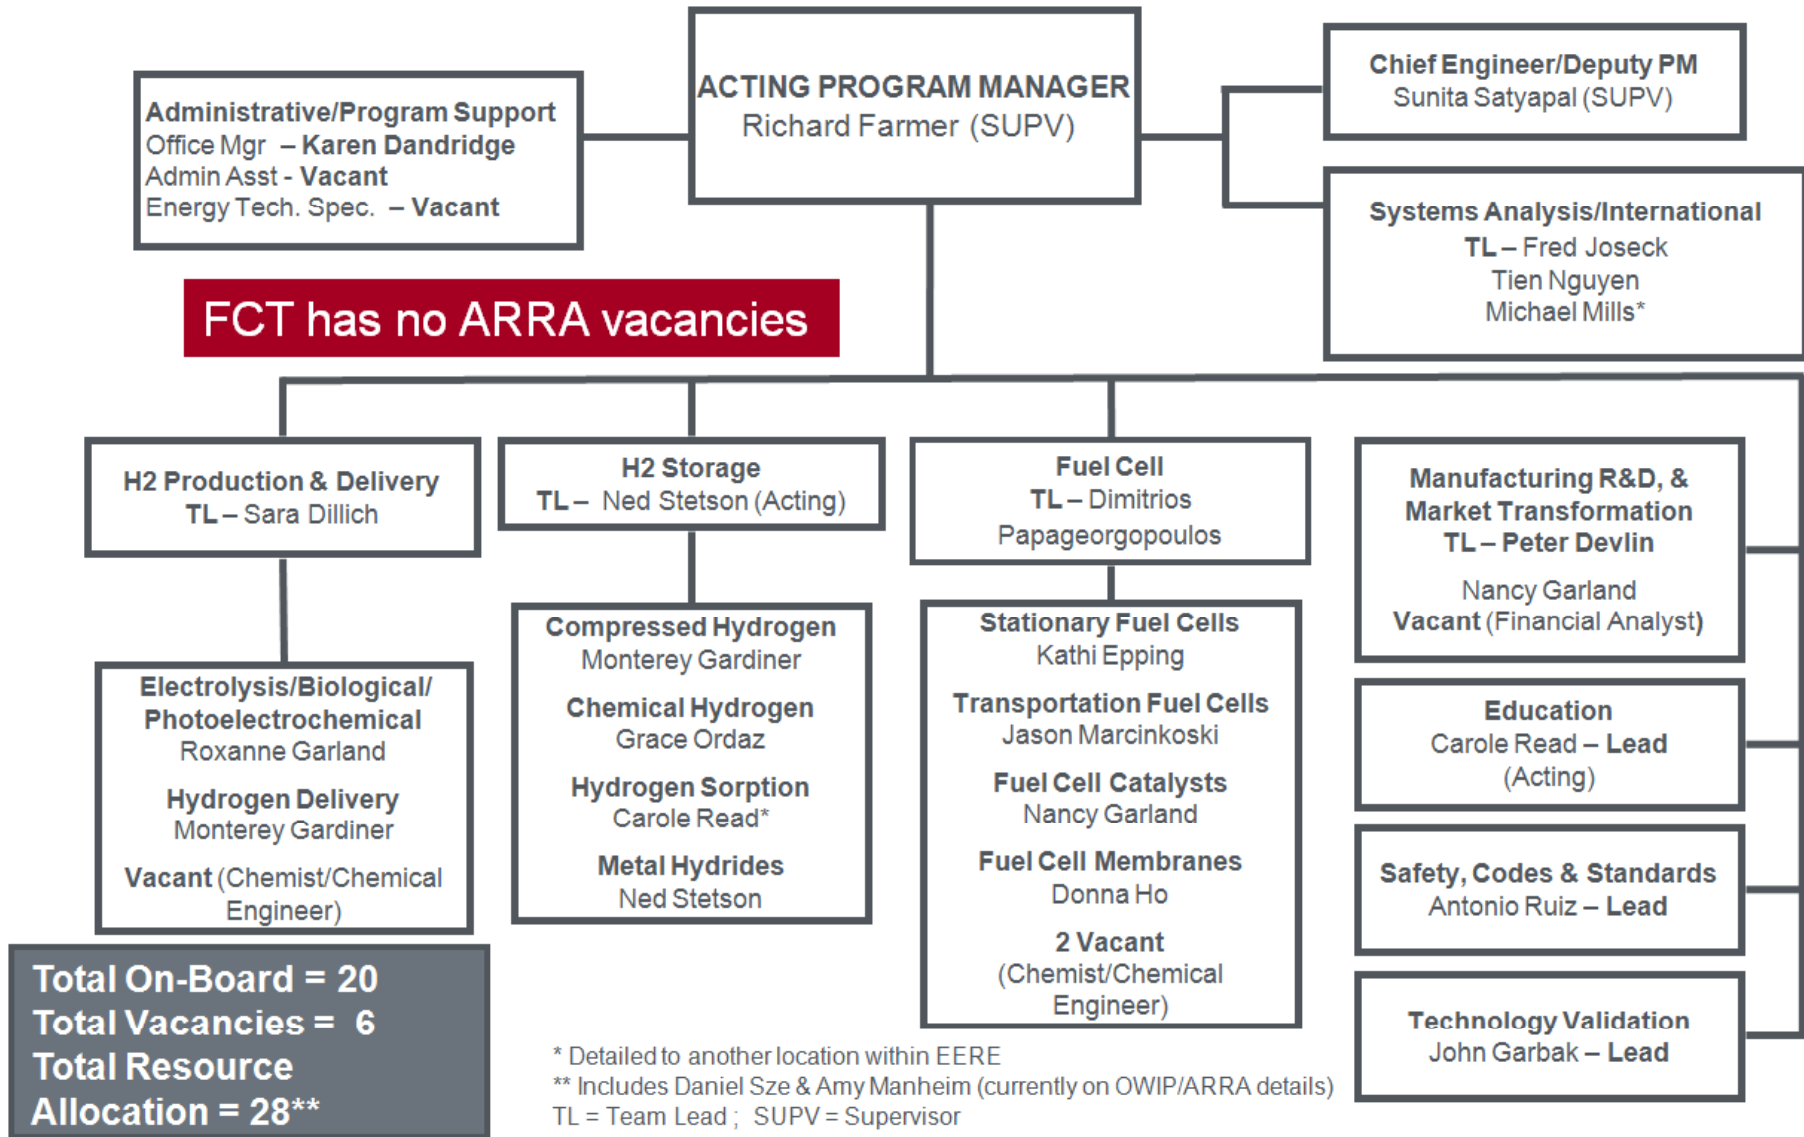 ACTING PROGRAM MANAGER
Richard Farmer (SUPV)
Administrative/Program Support
Office Mgr – Karen Dandridge
Admin Asst - Vacant
Energy Tech. Spec. – Vacant
Chief Engineer/Deputy PM
Sunita Satyapal (SUPV)
Systems Analysis/International
TL – Fred Joseck
Tien Nguyen
Michael Mills*
FCT has no ARRA vacancies
H2 Production & Delivery
TL – Sara Dillich
Electrolysis/Biological/
Photoelectrochemical
Roxanne Garland
Hydrogen Delivery
Monterey Gardiner
Vacant (Chemist/Chemical
Engineer)
H2 Storage
TL – Ned Stetson (Acting)
Compressed Hydrogen
Monterey Gardiner
Chemical Hydrogen
Grace Ordaz
Hydrogen Sorption
Carole Read*
Metal Hydrides
Ned Stetson
Fuel Cell
TL – Dimitrios
Papageorgopoulos
Stationary Fuel Cells
Kathi Epping
Transportation Fuel Cells
Jason Marcinkoski
Fuel Cell Catalysts
Nancy Garland
Fuel Cell Membranes
Donna Ho
2 Vacant
(Chemist/Chemical
Engineer)
Manufacturing R&D, &
Market Transformation
TL – Peter Devlin
Nancy Garland
Vacant (Financial Analyst)
Education
Carole Read – Lead
(Acting)
Safety, Codes & Standards
Antonio Ruiz – Lead
Technology Validation
John Garbak – Lead
Total On-Board = 20
Total Vacancies = 6
Total Resource
Allocation = 28**
* Detailed to another location within EERE
** Includes Daniel Sze & Amy Manheim (currently on OWIP/ARRA details)
TL = Team Lead ; SUPV = Supervisor